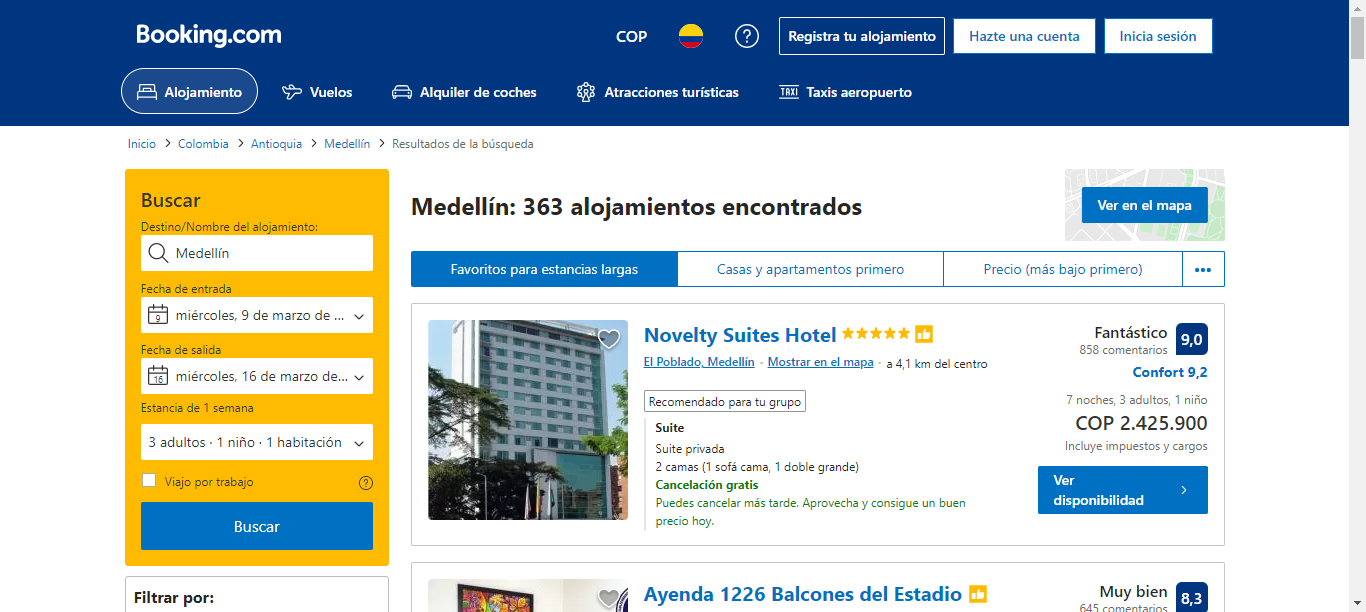 Booking.com
COP
Registra tu alojamiento
Hazte una cuenta
Inicia sesión
Alojamiento
Vuelos
Alquiler de coches
Atracciones turísticas
TAXI
Taxis aeropuerto
Inicio > Colombia > Antioquia > Medellín > Resultados de la búsqueda
Buscar
Destino/Nombre del alojamiento:
Medellín
Fecha de entrada
9
miércoles, 9 de marzo de ...
Fecha de salida
16
miércoles, 16 de marzo de...
Estancia de 1 semana
3 adultos · 1 niño · 1 habitación
Viajo por trabajo
Buscar
Filtrar por:
Medellín: 363 alojamientos encontrados
Ver en el mapa
Favoritos para estancias largas
Casas y apartamentos primero
Precio (más bajo primero)
Novelty Suites Hotel
El Poblado, Medellín · Mostrar en el mapa · a 4,1 km del centro
Recomendado para tu grupo
Suite
Suite privada
2 camas (1 sofá cama, 1 doble grande)
Cancelación gratis
Puedes cancelar más tarde. Aprovecha y consigue un buen
precio hoy.
Fantástico
858 comentarios
9,0
Confort 9,2
7 noches, 3 adultos, 1 niño
COP 2.425.900
Incluye impuestos y cargos
Ver
disponibilidad
Ayenda 1226 Balcones del Estadio
Muy bien
645 comentarios
8,3